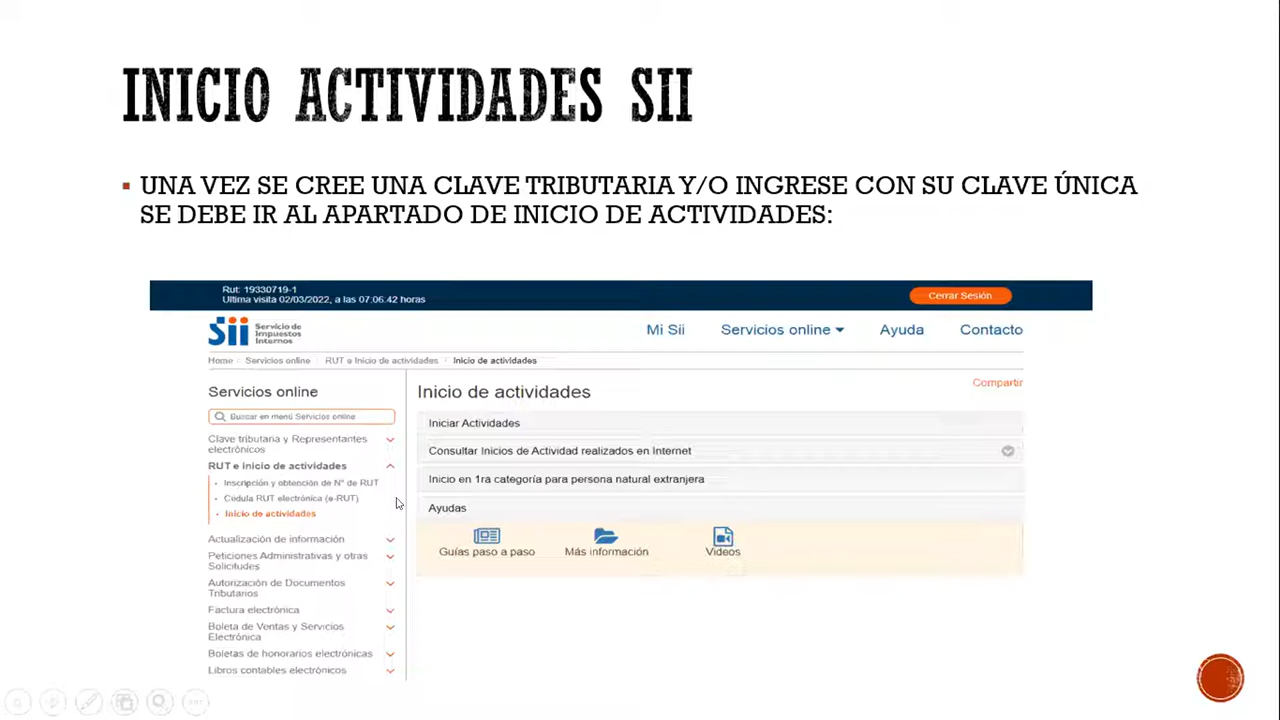 INICIO ACTIVIDADES SII
UNA VEZ SE CREE UNA CLAVE TRIBUTARIA Y/O INGRESE CON SU CLAVE ÚNICA
SE DEBE IR AL APARTADO DE INICIO DE ACTIVIDADES:
Rut: 19330719-1
Ultima visita 02/03/2022, a las 07:06.42 horas
Cerrar Sesión
Sii Servicio de
Impuestos
Internos
Mi Sii Servicios online Ayuda Contacto
Home Servicios online RUT e Inicio de actividades Inicio de actividades
Compartir
Servicios online
Buscar en menú Servicios online
Clave tributaria y Representantes
electrónicos
RUT e Inicio de actividades
Inscripción y obtención de N° de RUT
Cédula RUT electrónica (e-RUT)
Inicio de actividades
Actualización de información
Peticiones Administrativas y otras
Solicitudes
Autorización de Documentos
Tributarios
Factura electrónica
Boleta de Ventas y Servicios
Electrónica
Boletas de honorarios electrónicas
Libros contables electrónicos
Inicio de actividades
Iniciar Actividades
Consultar Inicios de Actividad realizados en Internet
Inicio en 1ra categoría para persona natural extranjera
Ayudas
Guías paso a paso Más información Videos